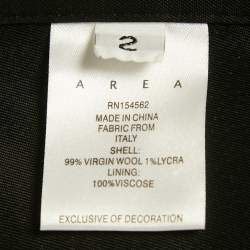 2
AREA
RN154562
MADE IN CHINA
FABRIC FROM
ITALY
SHELL:
99% VIRGIN WOOL 1%LYCRA
LINING:
100%VISCOSE
EXCLUSIVE OF DECORATION